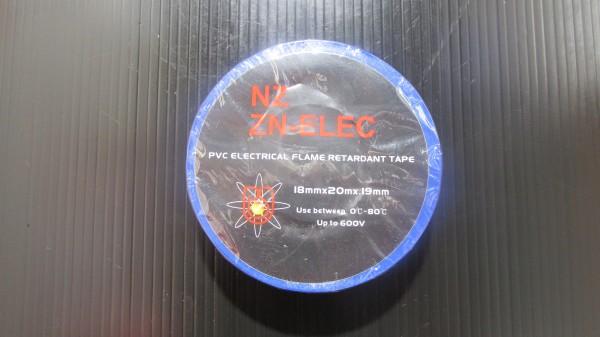 NZ
ZN-ELEC
PVC ELECTRICAL FLAME RETARDANT TAPE
18mmx20mx.19mm
Use between 0℃-80℃
Up to 600V